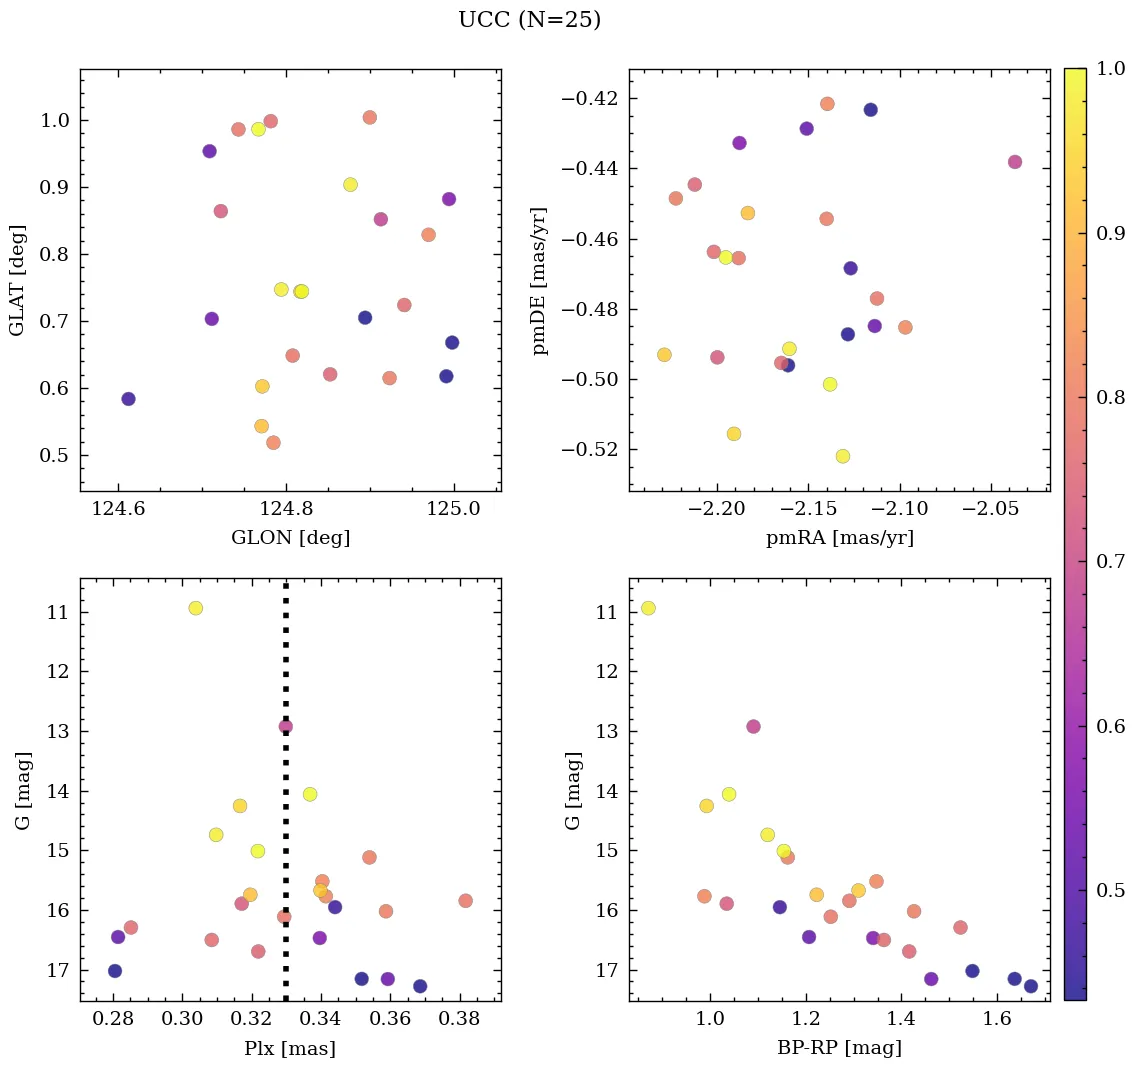 UCC (N=25)
1.0
0.9
0.8
0.7
0.6
0.5
GLAT [deg]
124.6 124.8 125.0
GLON [deg]
−0.42
−0.44
−0.46
−0.48
−0.50
−0.52
pmDE [mas/yr]
−2.20 −2.15 −2.10 −2.05
pmRA [mas/yr]
1.0
0.9
0.8
0.7
0.6
0.5
11
12
13
14
15
16
17
G [mag]
0.28 0.30 0.32 0.34 0.36 0.38
Plx [mas]
11
12
13
14
15
16
17
G [mag]
1.0 1.2 1.4 1.6
BP-RP [mag]